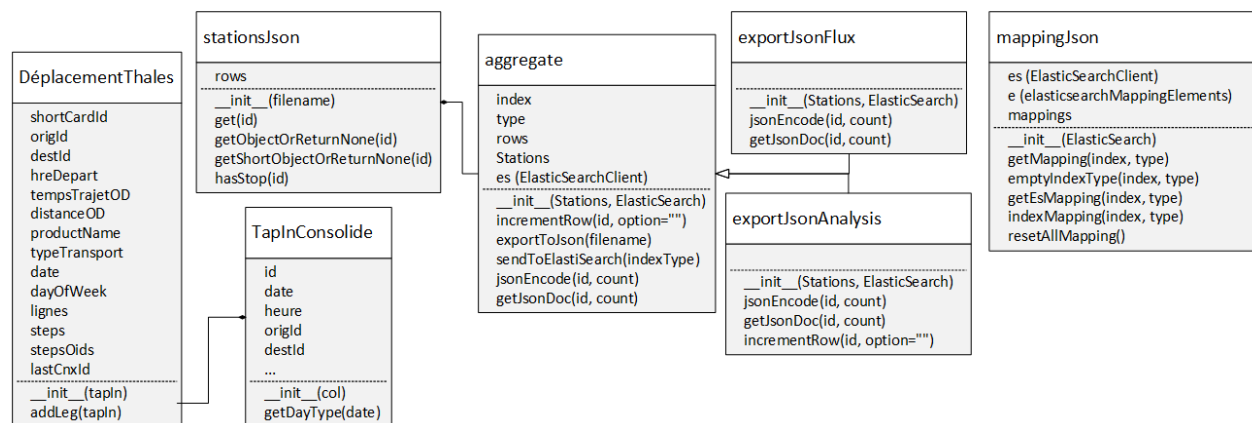 DéplacementThales
shortCardId
origId
destId
hreDepart
tempsTrajetOD
distanceOD
productName
typeTransport
date
dayOfWeek
lignes
steps
stepsOids
lastCnxId
__init__(tapIn)
addLeg(tapIn)
stationsJson
rows
__init__(filename)
get(id)
getObjectOrReturnNone(id)
getShortObjectOrReturnNone(id)
hasStop(id)
TapInConsolide
id
date
heure
origId
destId
...
__init__(col)
getDayType(date)
aggregate
index
type
rows
Stations
es (ElasticSearchClient)
__init__(Stations, ElasticSearch)
incrementRow(id, option="")
exportToJson(filename)
sendToElastiSearch(indexType)
jsonEncode(id, count)
getJsonDoc(id, count)
exportJsonFlux
__init__(Stations, ElasticSearch)
jsonEncode(id, count)
getJsonDoc(id, count)
exportJsonAnalysis
__init__(Stations, ElasticSearch)
jsonEncode(id, count)
getJsonDoc(id, count)
incrementRow(id, option="")
mappingJson
es (ElasticSearchClient)
e (elasticsearchMappingElements)
mappings
__init__(ElasticSearch)
getMapping(index, type)
emptyIndexType(index, type)
getEsMapping(index, type)
indexMapping(index, type)
resetAllMapping()